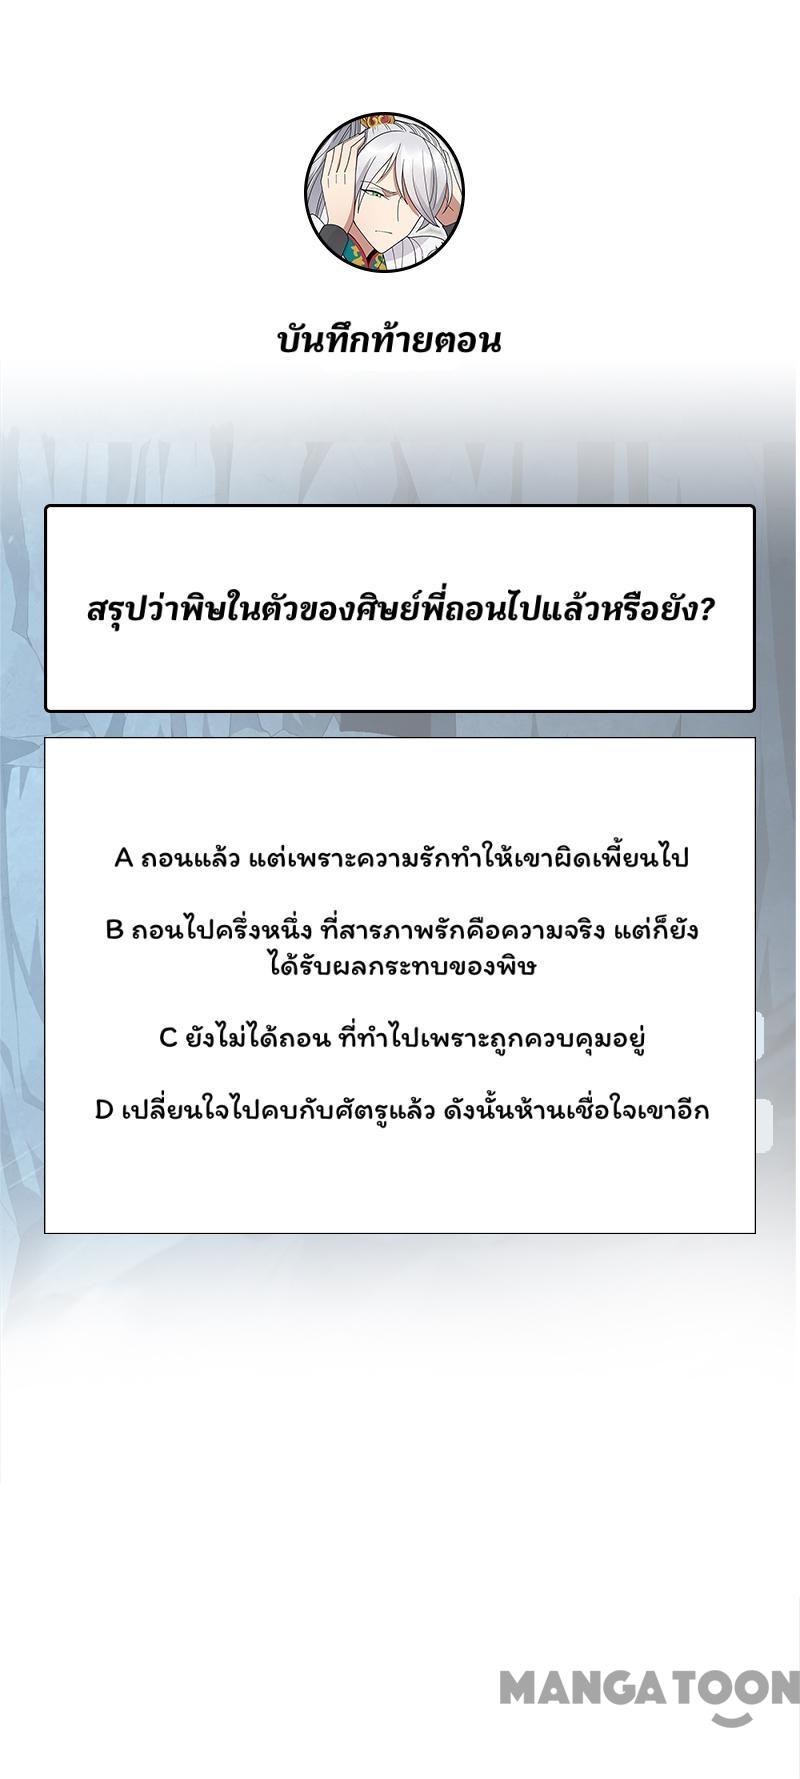 บันทึกท้ายตอน
สรุปว่าพิษในตัวของศิษย์พี่ถอนไปแล้วหรือยัง?
A ถอนแล้ว แต่เพราะความรักทำให้เขาผิดเพี้ยนไป
B ถอนไปครึ่งหนึ่ง ที่สารภาพรักคือความจริง แต่ก็ยัง
ได้รับผลกระทบของพิษ
C ยังไม่ได้ถอน ที่ทำไปเพราะถูกควบคุมอยู่
D เปลี่ยนใจไปคบกับศัตรูแล้ว ดังนั้นห้ามเชื่อใจเขาอีก
MANGATOON